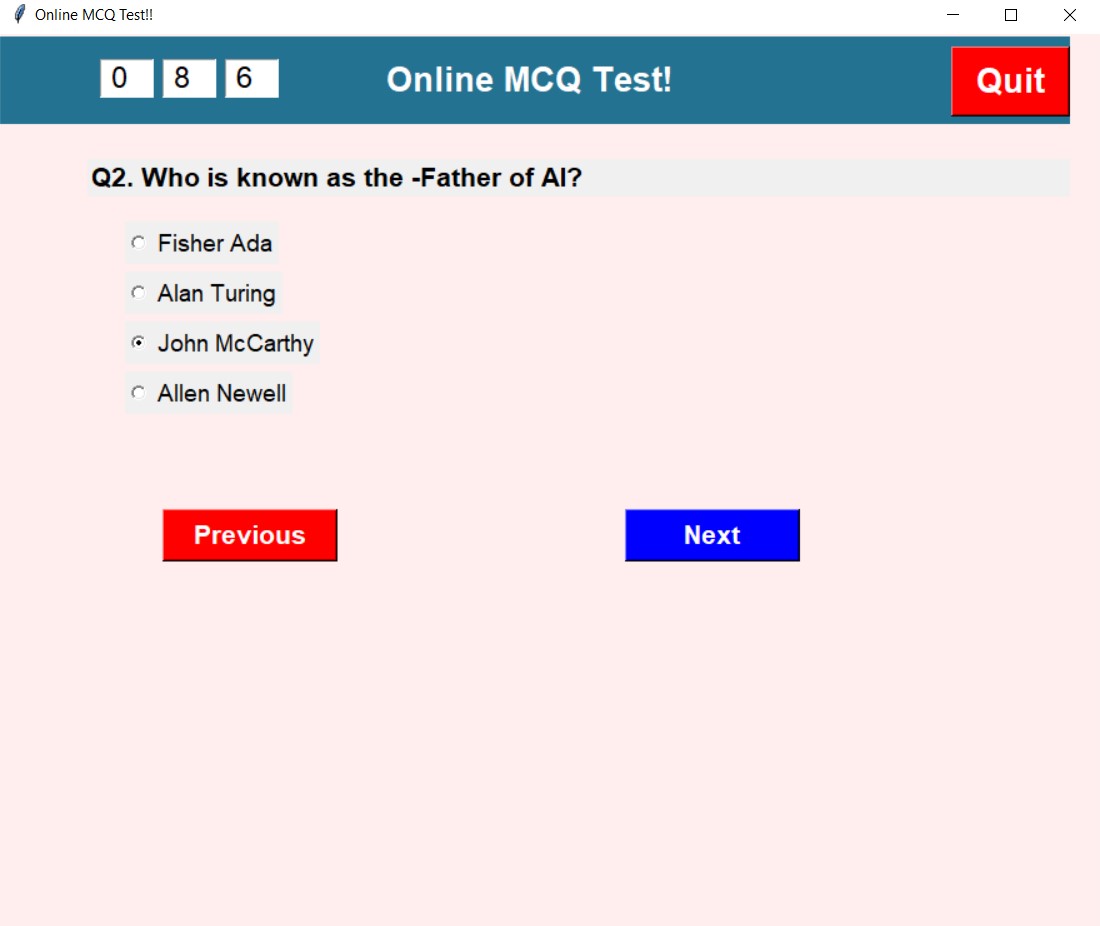 Online MCQ Test!!
0 8 6 Online MCQ Test! Quit
Q2. Who is known as the -Father of AI?
Fisher Ada
Alan Turing
John McCarthy
Allen Newell
Previous Next